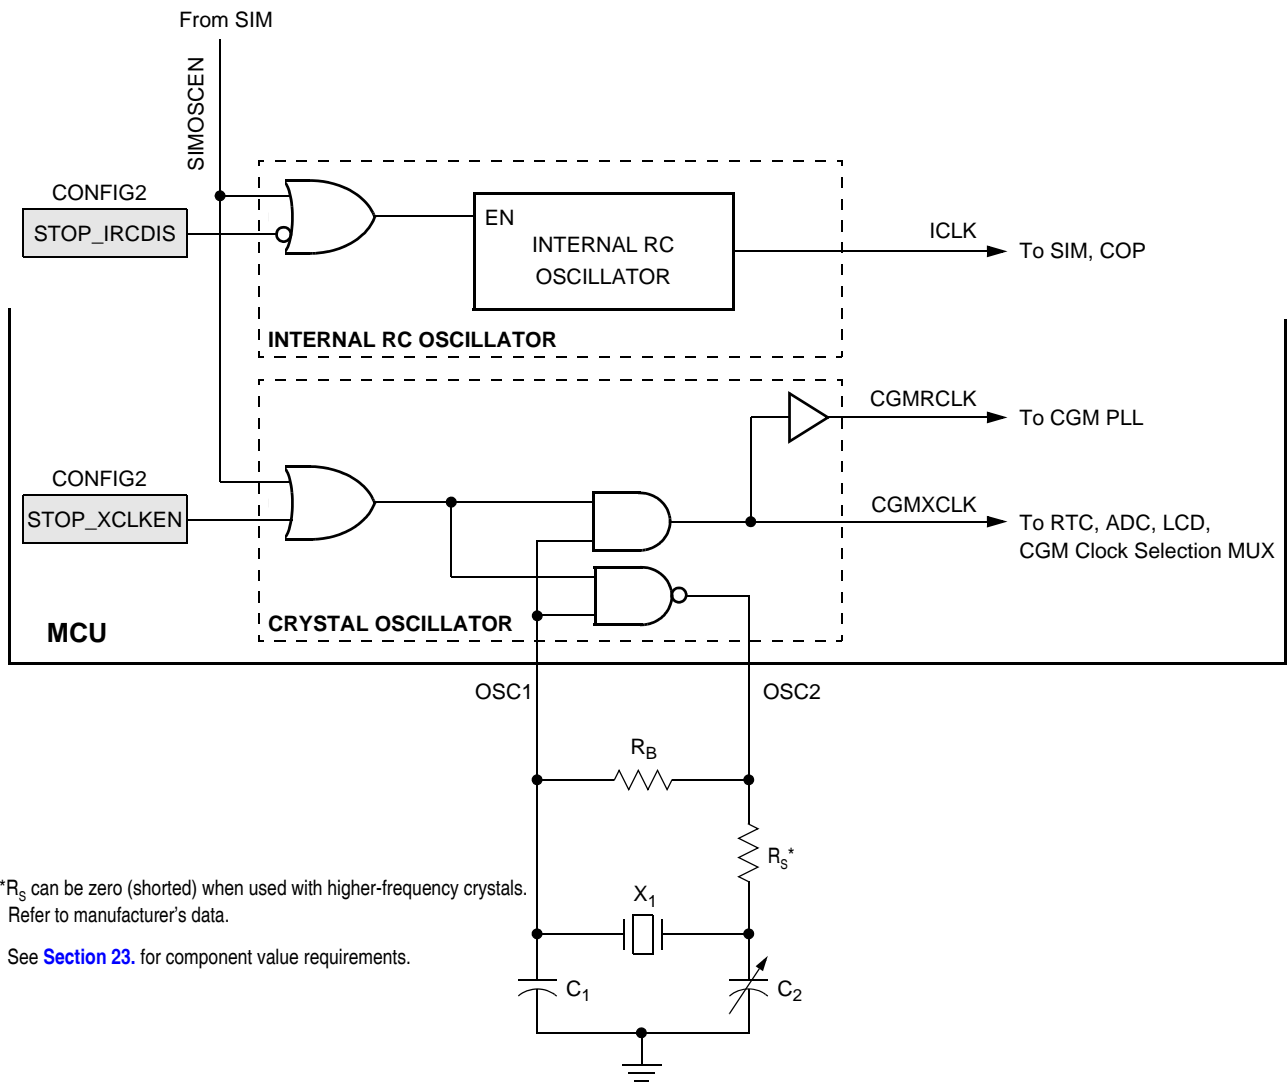 From SIM
SIMOSCEN
CONFIG2
STOP_IRCDIS
EN
INTERNAL RC
OSCILLATOR
ICLK
To SIM, COP
INTERNAL RC OSCILLATOR
CGMRCLK
To CGM PLL
CONFIG2
STOP_XCLKEN
CGMXCLK
To RTC, ADC, LCD,
CGM Clock Selection MUX
MCU
CRYSTAL OSCILLATOR
OSC1
OSC2
RB
RS*
*RS can be zero (shorted) when used with higher-frequency crystals.
Refer to manufacturer's data.
X1
See Section 23. for component value requirements.
C1
C2